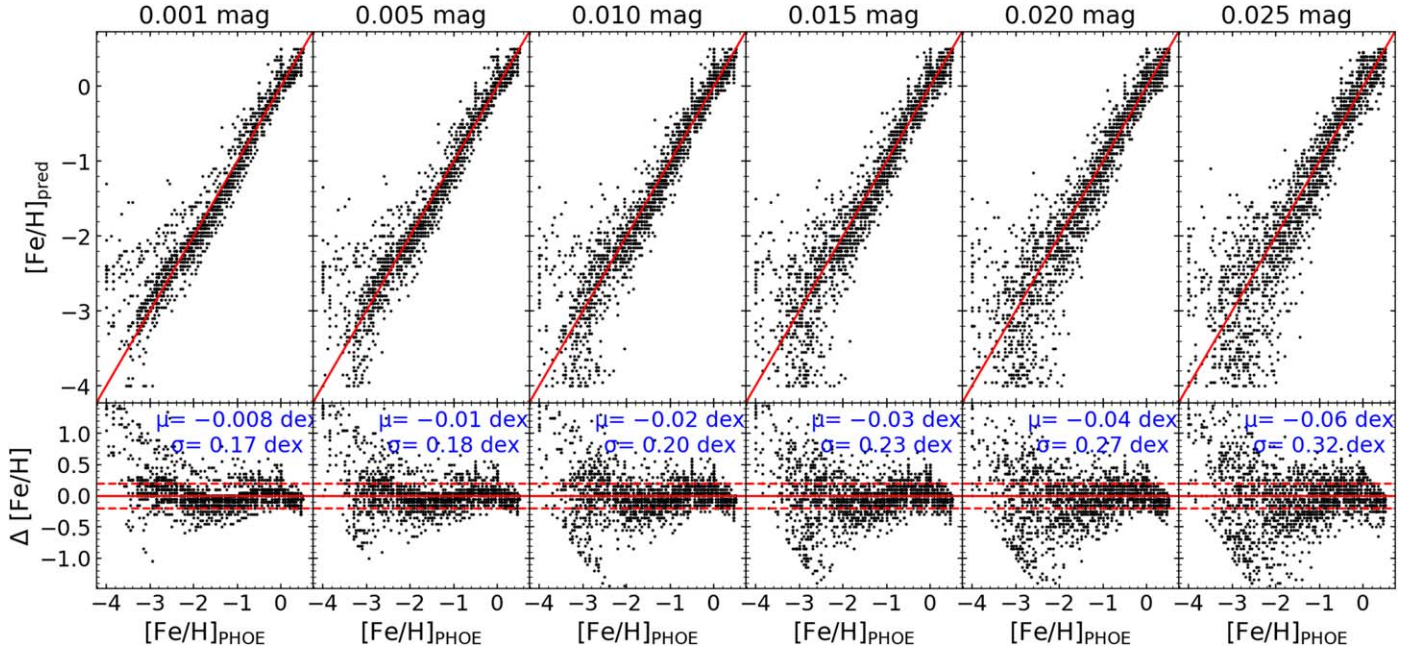 0.001 mag 0.005 mag 0.010 mag 0.015 mag 0.020 mag 0.025 mag
0
−1
−2
−3
−4
[Fe/H]pred
μ= −0.008 dex μ= −0.01 dex μ= −0.02 dex μ= −0.03 dex μ= −0.04 dex μ= −0.06 dex
σ= 0.17 dex σ= 0.18 dex σ= 0.20 dex σ= 0.23 dex σ= 0.27 dex σ= 0.32 dex
1.0
0.5
0.0
−0.5
−1.0
Δ [Fe/H]
−4 −3 −2 −1 0 −4 −3 −2 −1 0 −4 −3 −2 −1 0 −4 −3 −2 −1 0 −4 −3 −2 −1 0 −4 −3 −2 −1 0
[Fe/H]PHOE [Fe/H]PHOE [Fe/H]PHOE [Fe/H]PHOE [Fe/H]PHOE [Fe/H]PHOE